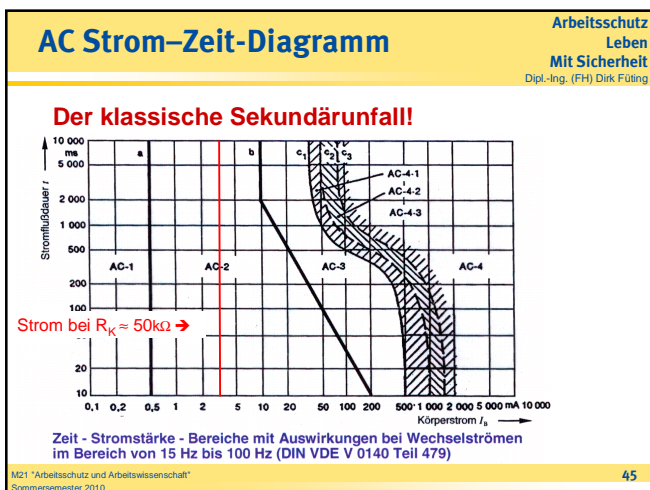 AC Strom–Zeit-Diagramm
Arbeitsschutz
Leben
Mit Sicherheit
Dipl.-Ing. (FH) Dirk Füting
Der klassische Sekundärunfall!
10 000
ms
5 000
2 000
1 000
500
200
100
20
10
Stromflußdauer t
a
b
c1 c2 c3
AC-4-1
AC-4-2
AC-4-3
AC-1
AC-2
AC-3
AC-4
Strom bei RK ≈ 50kΩ ➔
0,1 0,2 0,5 1 2 5 10 20 50 100 200 500 1 000 2 000 5 000 mA 10 000
Körperstrom IB
Zeit - Stromstärke - Bereiche mit Auswirkungen bei Wechselströmen
im Bereich von 15 Hz bis 100 Hz (DIN VDE V 0140 Teil 479)
M21 "Arbeitsschutz und Arbeitswissenschaft"
Sommersemester 2010
45